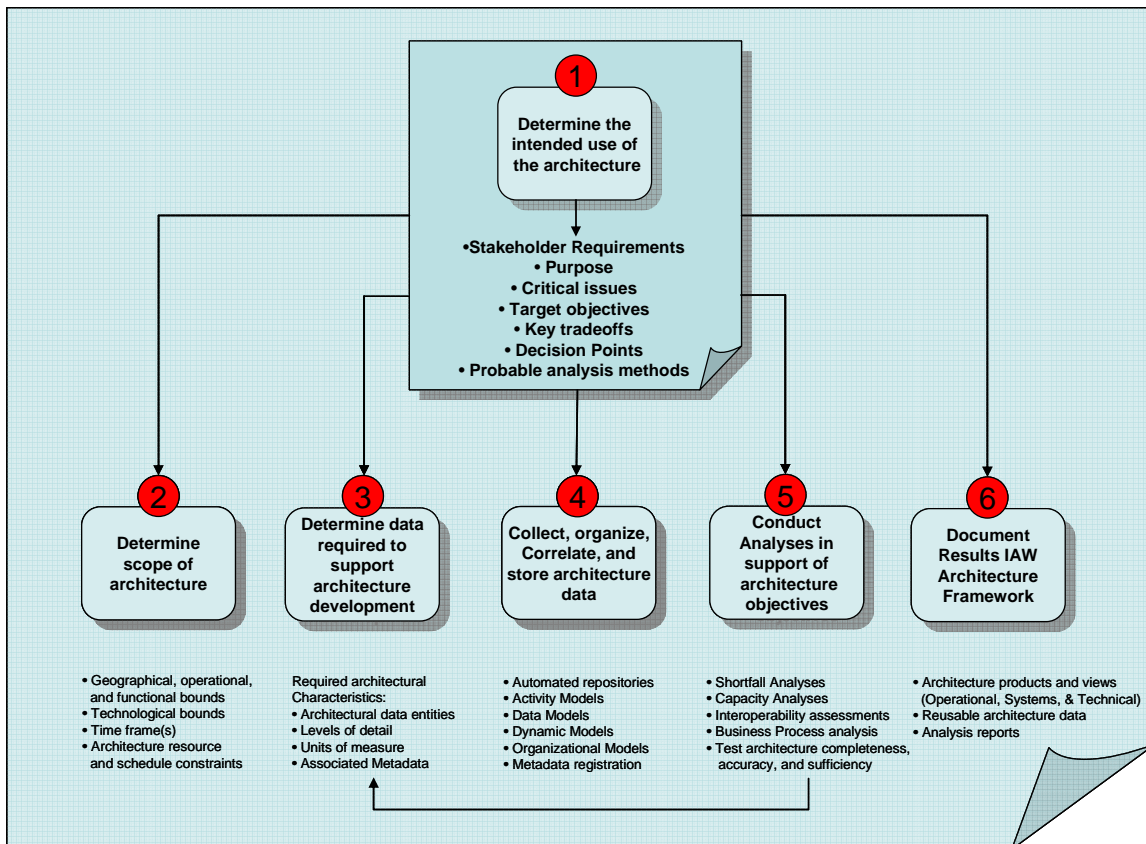 1
Determine the
intended use of
the architecture
•Stakeholder Requirements
• Purpose
• Critical issues
• Target objectives
• Key tradeoffs
• Decision Points
• Probable analysis methods
2
Determine
scope of
architecture
• Geographical, operational,
and functional bounds
• Technological bounds
• Time frame(s)
• Architecture resource
and schedule constraints
3
Determine data
required to
support
architecture
development
Required architectural
Characteristics:
• Architectural data entities
• Levels of detail
• Units of measure
• Associated Metadata
4
Collect, organize,
Correlate, and
store architecture
data
• Automated repositories
• Activity Models
• Data Models
• Dynamic Models
• Organizational Models
• Metadata registration
5
Conduct
Analyses in
support of
architecture
objectives
• Shortfall Analyses
• Capacity Analyses
• Interoperability assessments
• Business Process analysis
• Test architecture completeness,
accuracy, and sufficiency
6
Document
Results IAW
Architecture
Framework
• Architecture products and views
(Operational, Systems, & Technical)
• Reusable architecture data
• Analysis reports